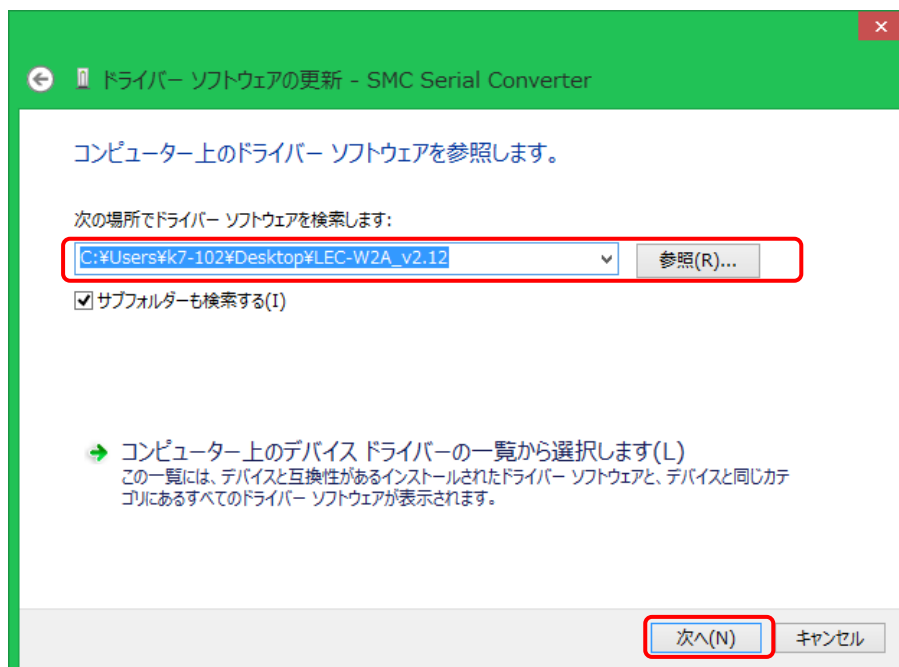 ドライバー ソフトウェアの更新 - SMC Serial Converter
コンピューター上のドライバー ソフトウェアを参照します。
次の場所でドライバー ソフトウェアを検索します:
C:¥Users¥k7-102¥Desktop¥LEC-W2A_v2.12
参照(R)...
サブフォルダーも検索する(I)
コンピューター上のデバイス ドライバーの一覧から選択します(L)
この一覧には、デバイスと互換性があるインストールされたドライバー ソフトウェアと、デバイスと同じカテ
ゴリにあるすべてのドライバー ソフトウェアが表示されます。
次へ(N)
キャンセル